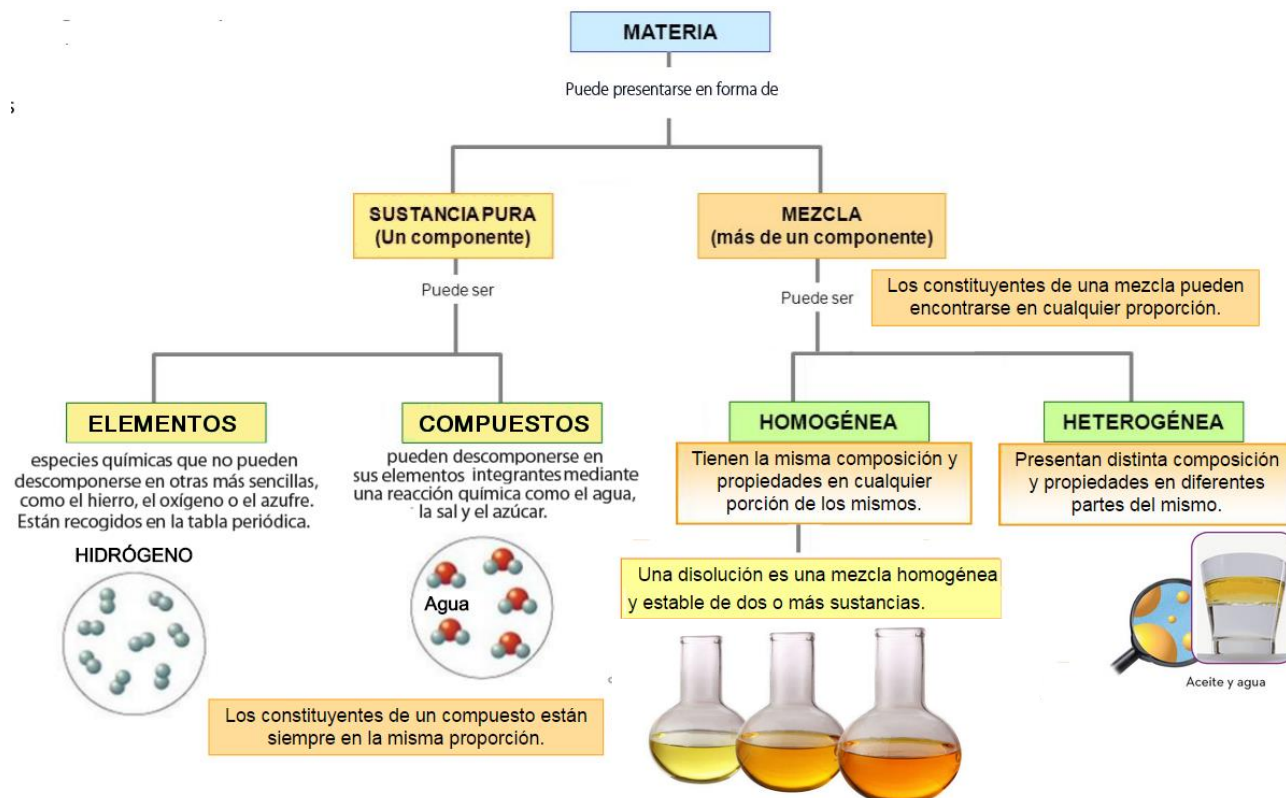 MATERIA
Puede presentarse en forma de
s
SUSTANCIA PURA
(Un componente)
MEZCLA
(más de un componente)
Puede ser
Puede ser
Los constituyentes de una mezcla pueden
encontrarse en cualquier proporción.
ELEMENTOS
especies químicas que no pueden
descomponerse en otras más sencillas,
como el hierro, el oxígeno o el azufre.
Están recogidos en la tabla periódica.
HIDRÓGENO
COMPUESTOS
pueden descomponerse en
sus elementos integrantes mediante
una reacción química como el agua,
la sal y el azúcar.
Agua
Los constituyentes de un compuesto están
siempre en la misma proporción.
HOMOGÉNEA
Tienen la misma composición y
propiedades en cualquier
porción de los mismos.
Una disolución es una mezcla homogénea
y estable de dos o más sustancias.
HETEROGÉNEA
Presentan distinta composición
y propiedades en diferentes
partes del mismo.
Aceite y agua